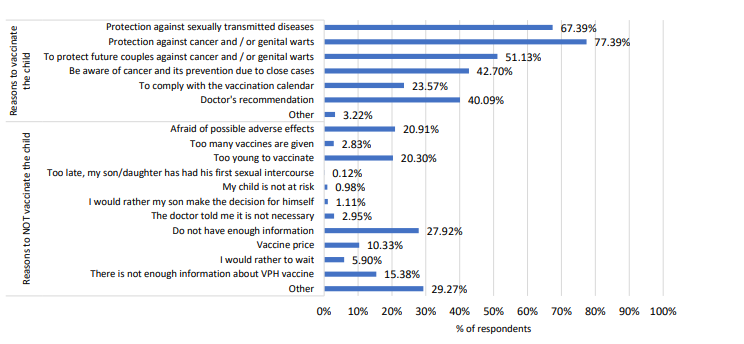 Reasons to vaccinate
the child
Protection against sexually transmitted diseases 67.39%
Protection against cancer and / or genital warts 77.39%
To protect future couples against cancer and / or genital warts 51.13%
Be aware of cancer and its prevention due to close cases 42.70%
To comply with the vaccination calendar 23.57%
Doctor's recommendation 40.09%
Other 3.22%
Reasons to NOT vaccinate the child
Afraid of possible adverse effects 20.91%
Too many vaccines are given 2.83%
Too young to vaccinate 20.30%
Too late, my son/daughter has had his first sexual intercourse 0.12%
My child is not at risk 0.98%
I would rather my son make the decision for himself 1.11%
The doctor told me it is not necessary 2.95%
Do not have enough information 27.92%
Vaccine price 10.33%
I would rather to wait 5.90%
There is not enough information about VPH vaccine 15.38%
Other 29.27%
0% 10% 20% 30% 40% 50% 60% 70% 80% 90% 100%
% of respondents